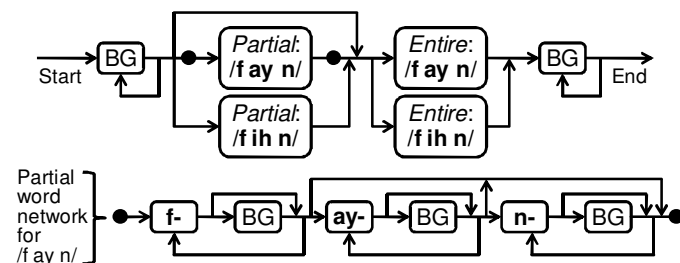 Partial: Entire:
BG /f ay n/ /f ay n/ BG
Start End
Partial: Entire:
/f ih n/ /f ih n/
Partial
word
network
for
/f ay n/
f- BG ay- BG n- BG